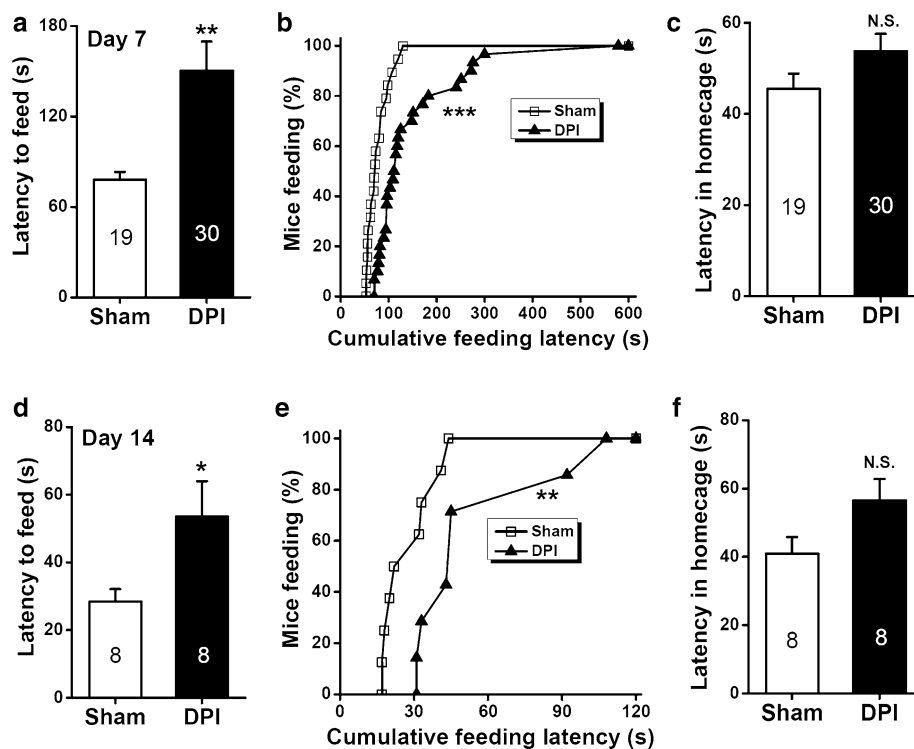 a
Day 7
Latency to feed (s)
180
120
60
0
**
19
30
Sham
DPI
b
Mice feeding (%)
100
80
60
40
20
0
***
Sham
DPI
0
100
200
300
400
500
600
Cumulative feeding latency (s)
c
Latency in homecage (s)
60
40
20
0
N.S.
19
30
Sham
DPI
d
Day 14
Latency to feed (s)
80
60
40
20
0
*
8
8
Sham
DPI
e
Mice feeding (%)
100
80
60
40
20
0
**
Sham
DPI
0
30
60
90
120
Cumulative feeding latency (s)
f
Latency in homecage (s)
80
60
40
20
0
N.S.
8
8
Sham
DPI